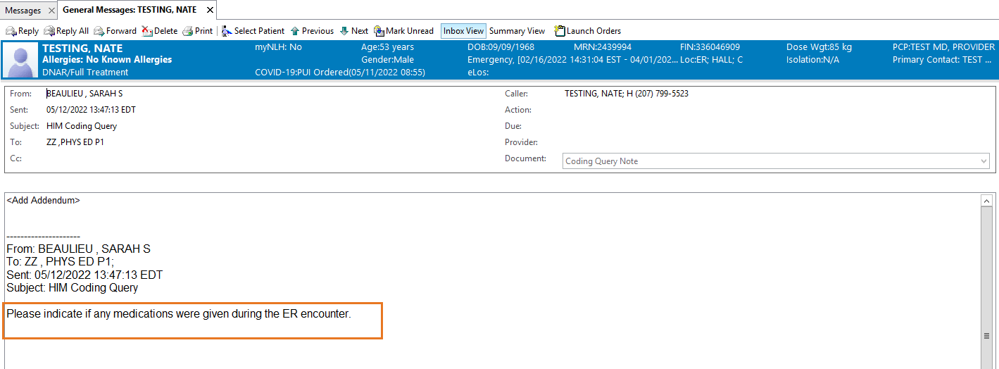 Messages × General Messages: TESTING, NATE ×
Reply Reply All Forward Delete Print Select Patient Previous Next Mark Unread Inbox View Summary View Launch Orders
TESTING, NATE myNLH: No Age:53 years DOB:09/09/1968 MRN:2439994 FIN:336046909 Dose Wgt:85 kg PCP:TEST MD, PROVIDER
Allergies: No Known Allergies Gender:Male Emergency, [02/16/2022 14:31:04 EST - 04/01/202... Loc:ER; HALL; C Isolation:N/A Primary Contact: TEST ...
DNAR/Full Treatment COVID-19:PUI Ordered(05/11/2022 08:55) eLos:
From: BEAULIEU , SARAH S Caller: TESTING, NATE; H (207) 799-5523
Sent: 05/12/2022 13:47:13 EDT Action:
Subject: HIM Coding Query Due:
To: ZZ ,PHYS ED P1 Provider:
Cc: Document: Coding Query Note
<Add Addendum>
---------------------
From: BEAULIEU , SARAH S
To: ZZ , PHYS ED P1;
Sent: 05/12/2022 13:47:13 EDT
Subject: HIM Coding Query
Please indicate if any medications were given during the ER encounter.